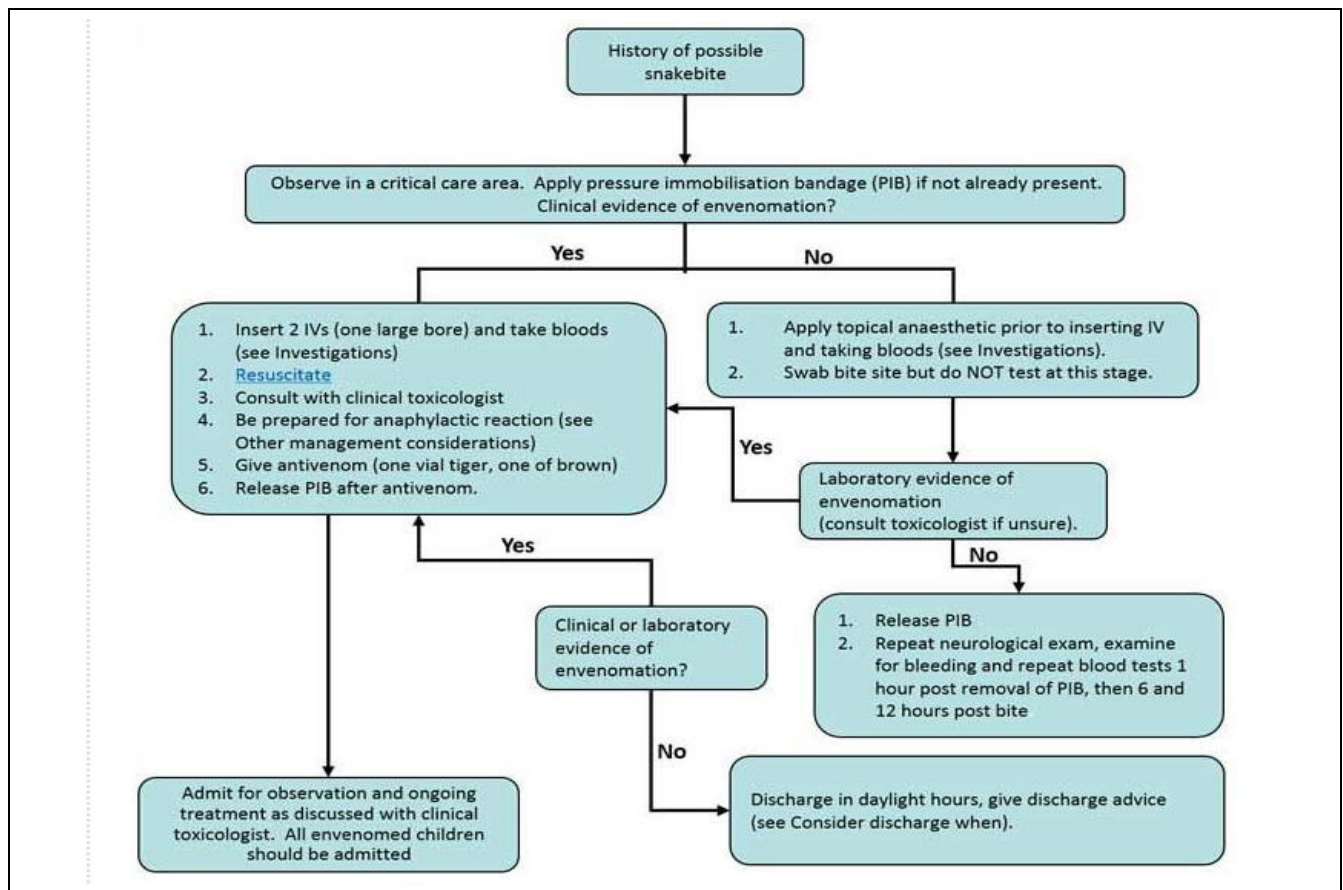 History of possible
snakebite
Observe in a critical care area. Apply pressure immobilisation bandage (PIB) if not already present.
Clinical evidence of envenomation?
Yes
No
1. Insert 2 IVs (one large bore) and take bloods
(see Investigations)
2. Resuscitate
3. Consult with clinical toxicologist
4. Be prepared for anaphylactic reaction (see
Other management considerations)
5. Give antivenom (one vial tiger, one of brown)
6. Release PIB after antivenom.
1. Apply topical anaesthetic prior to inserting IV
and taking bloods (see Investigations).
2. Swab bite site but do NOT test at this stage.
Yes
Laboratory evidence of
envenomation
(consult toxicologist if unsure).
No
Yes
1. Release PIB
2. Repeat neurological exam, examine
for bleeding and repeat blood tests 1
hour post removal of PIB, then 6 and
12 hours post bite
Clinical or laboratory
evidence of
envenomation?
No
Admit for observation and ongoing
treatment as discussed with clinical
toxicologist. All envenomed children
should be admitted
Discharge in daylight hours, give discharge advice
(see Consider discharge when).